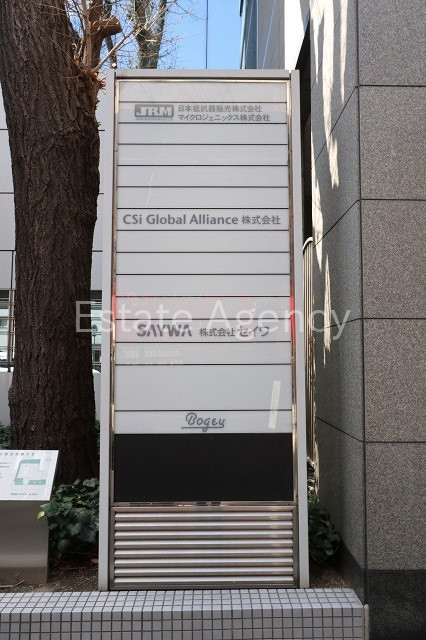 JRM 日本抵抗器販売株式会社
マイクロジェニックス株式会社
CSi Global Alliance 株式会社
Estate Agency
SAYWA 株式会社セイワ
Bogey